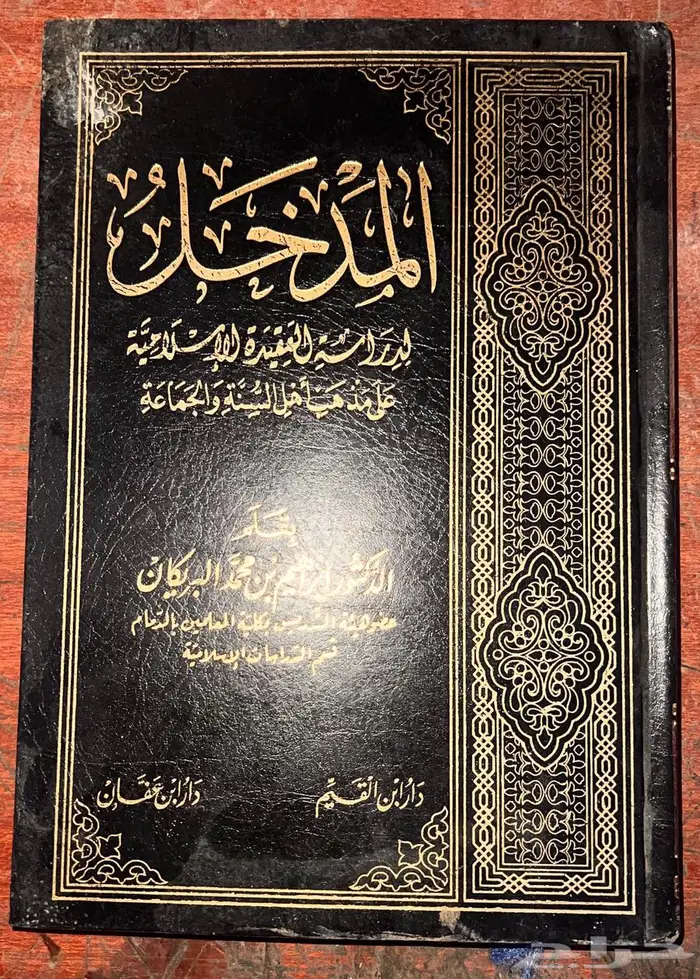 المدخل
لدراسة العقيدة الإسلامية
على مذهب أهل السنة والجماعة
بقلم
الدكتور إبراهيم بن محمد البريكان
عضو هيئة التدريس بكلية المعلمين بالدمام
قسم الدراسات الإسلامية
دار ابن القيم
دار ابن عفان
حراج